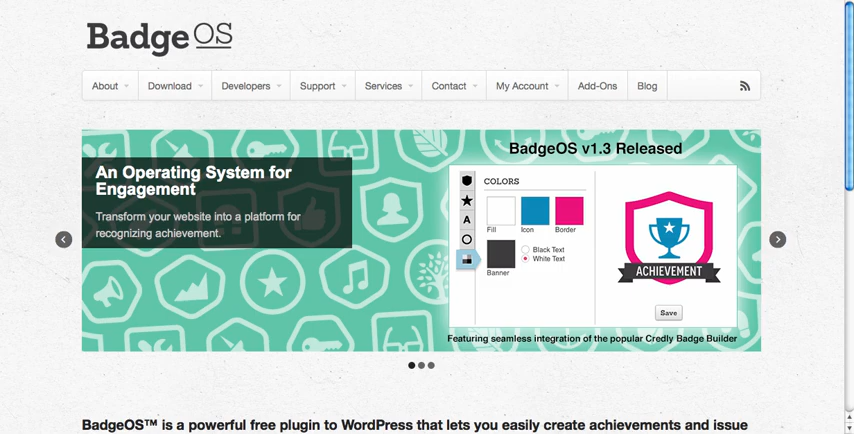 Badge OS
About Download Developers Support Services Contact My Account Add-Ons Blog
BadgeOS v1.3 Released
An Operating System for
Engagement
Transform your website into a platform for
recognizing achievement.
COLORS
Fill Icon Border
A
Black Text
White Text
Banner
ACHIEVEMENT
Save
Featuring seamless integration of the popular Credly Badge Builder
BadgeOS™ is a powerful free plugin to WordPress that lets you easily create achievements and issue